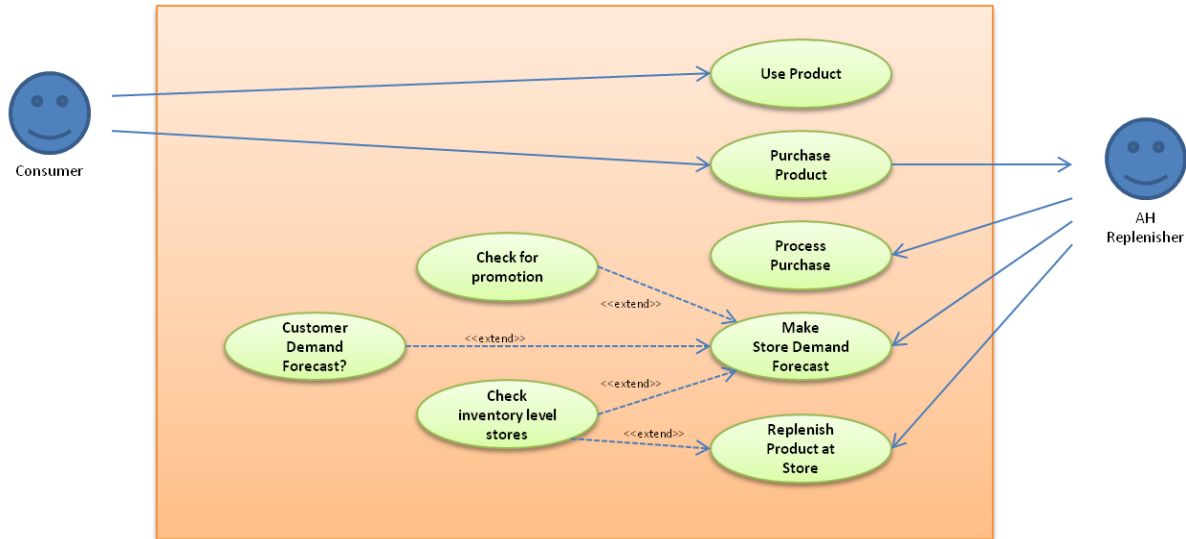 Use Product
Consumer
Purchase
Product
AH
Replenisher
Check for
promotion
Process
Purchase
<<extend>>
Customer
Demand
Forecast?
<<extend>>
Make
Store Demand
Forecast
<<extend>>
Check
inventory level
stores
<<extend>>
Replenish
Product at
Store